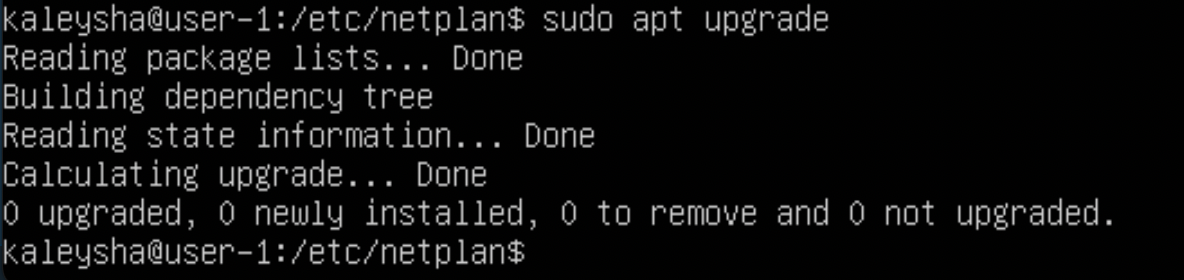 kaleysha@user-1:/etc/netplan$ sudo apt upgrade
Reading package lists... Done
Building dependency tree
Reading state information... Done
Calculating upgrade... Done
0 upgraded, 0 newly installed, 0 to remove and 0 not upgraded.
kaleysha@user-1:/etc/netplan$